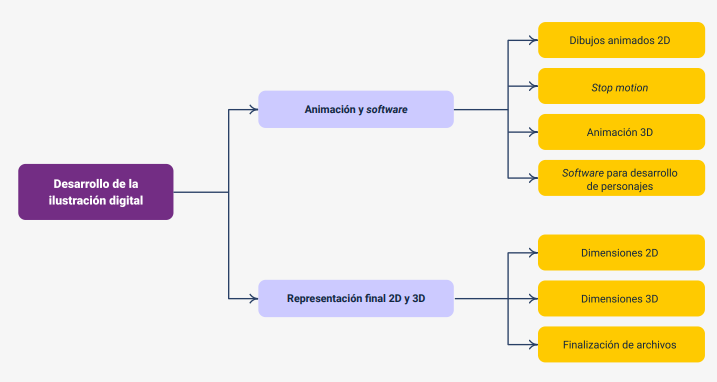 Desarrollo de la
ilustración digital
Animación y software
Dibujos animados 2D
Stop motion
Animación 3D
Software para desarrollo
de personajes
Representación final 2D y 3D
Dimensiones 2D
Dimensiones 3D
Finalización de archivos